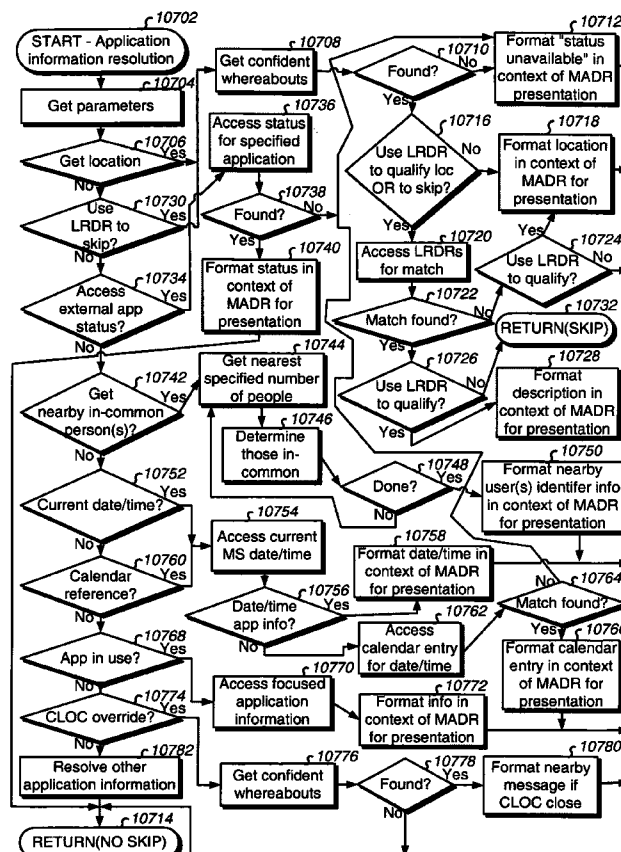 10702
START - Application
information resolution
10704
Get parameters
10706
Get location
Yes
No
10730
Use
LRDR to
skip?
Yes
No
10734
Access
external app
status?
Yes
No
10742
Get
nearby in-common
person(s)?
Yes
No
10752
Current date/time?
Yes
No
10760
Calendar
reference?
Yes
No
10768
App in use?
Yes
No
10774
CLOC override?
Yes
No
10782
Resolve other
application information
10714
RETURN(NO SKIP)
10708
Get confident
whereabouts
10736
Access status
for specified
application
10738
Found?
No
Yes
10740
Format status in
context of
MADR for
presentation
10744
Get nearest
specified number
of people
10746
Determine
those in-
common
10748
Done?
Yes
No
10754
Access current
MS date/time
10756
Date/time
app info?
Yes
No
10758
Format date/time in
context of MADR
for presentation
10762
Access
calendar entry
for date/time
10770
Access focused
application
information
10772
Format info in
context of MADR for
presentation
10776
Get confident
whereabouts
10778
Found?
Yes
No
10710
Found?
No
Yes
10712
Format "status
unavailable" in
context of MADR
presentation
10716
Use LRDR
to qualify loc
OR to skip?
No
Yes
10718
Format location
in context of
MADR for
presentation
10720
Access LRDRs
for match
10722
Match found?
No
Yes
10724
Use LRDR
to qualify?
Yes
No
10732
RETURN(SKIP)
10726
Use LRDR
to qualify?
No
Yes
10728
Format
description in
context of MADR
for presentation
10750
Format nearby
user(s) identifer info
in context of MADR
for presentation
10764
Match found?
No
Yes
10766
Format calendar
entry in context
of MADR for
presentation
10780
Format nearby
message if
CLOC close